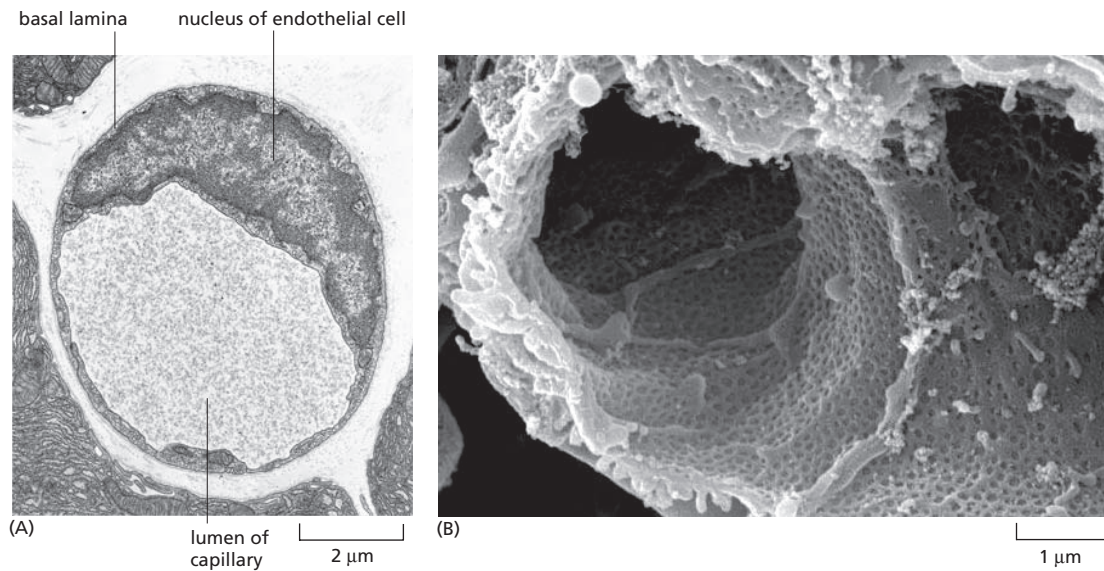 basal lamina
nucleus of endothelial cell
(A)
lumen of
capillary
2 μm
(B)
1 μm